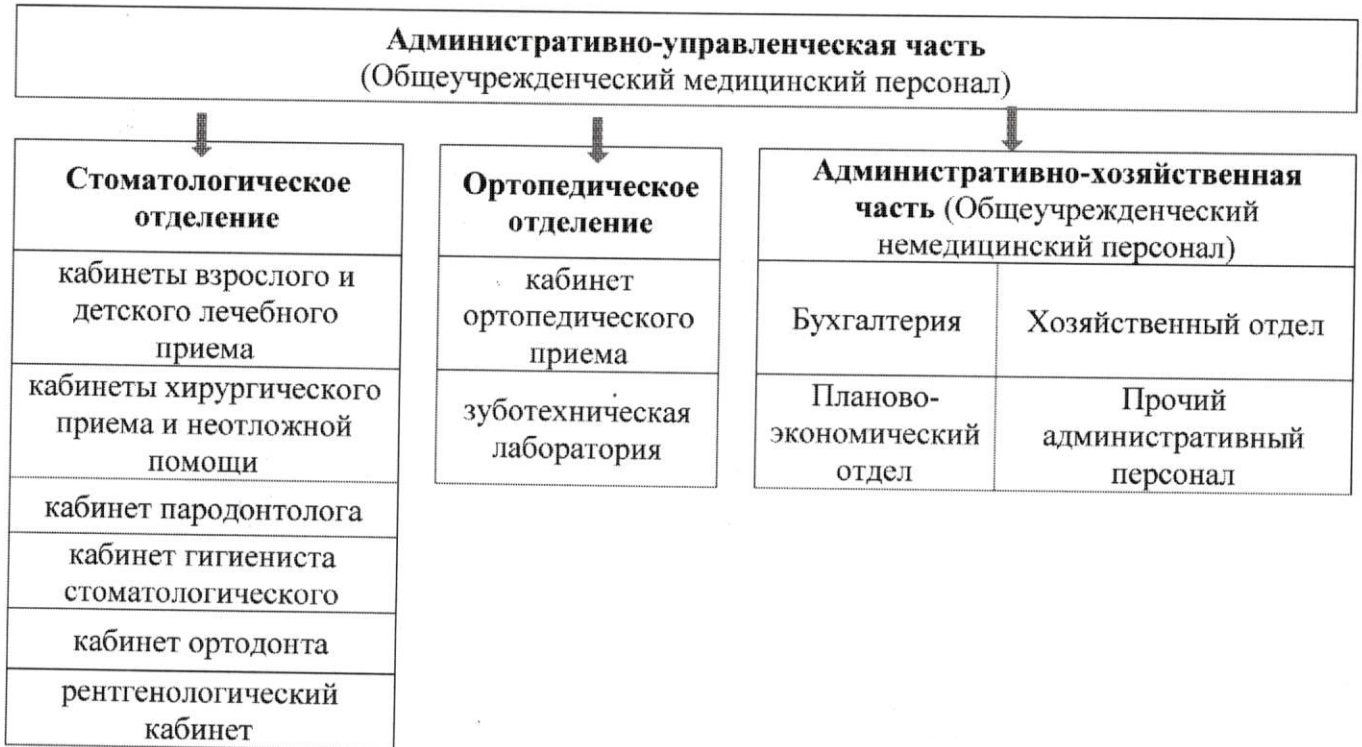 Административно-управленческая часть
(Общеучрежденческий медицинский персонал)
Стоматологическое
отделение
кабинеты взрослого и
детского лечебного
приема
кабинеты хирургического
приема и неотложной
помощи
кабинет пародонтолога
кабинет гигиениста
стоматологического
кабинет ортодонта
рентгенологический
кабинет
Ортопедическое
отделение
кабинет
ортопедического
приема
зуботехническая
лаборатория
Административно-хозяйственная
часть (Общеучрежденческий
немедицинский персонал)
Бухгалтерия
Хозяйственный отдел
Планово-
экономический
отдел
Прочий
административный
персонал